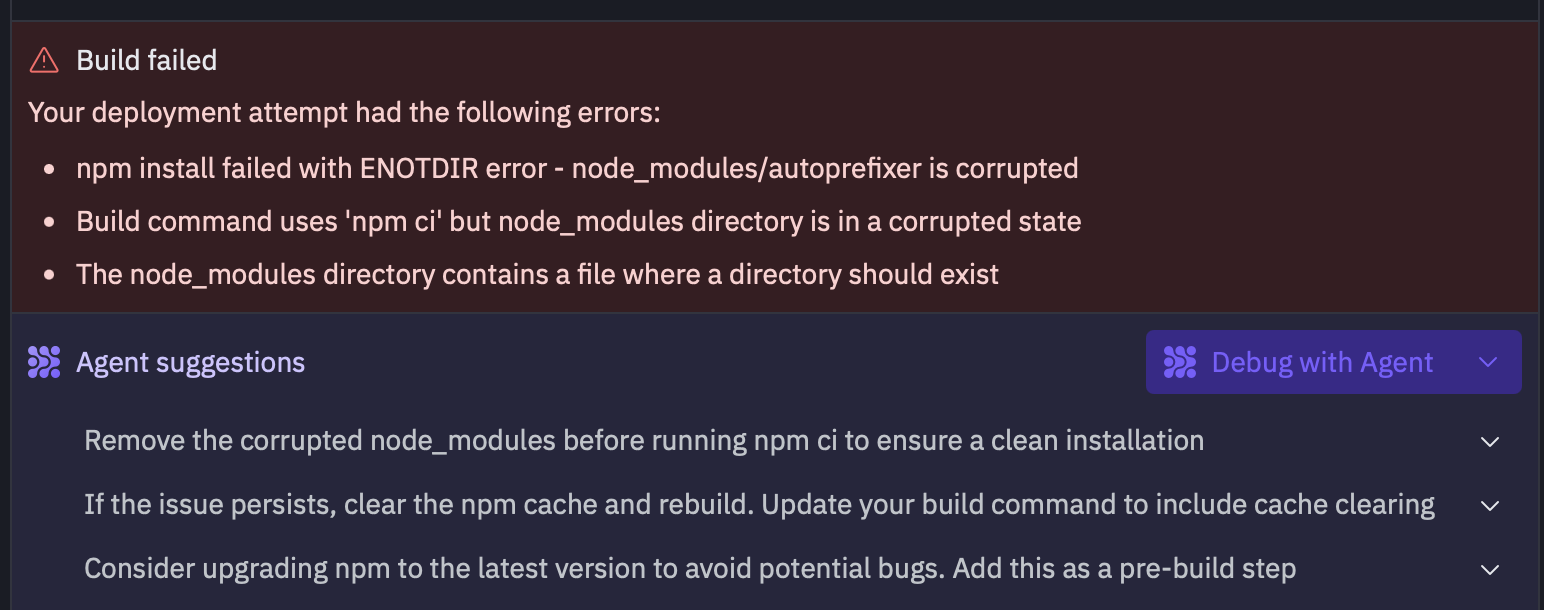 Build failed
Your deployment attempt had the following errors:
• npm install failed with ENOTDIR error - node_modules/autoprefixer is corrupted
• Build command uses 'npm ci' but node_modules directory is in a corrupted state
• The node_modules directory contains a file where a directory should exist
Agent suggestions
Debug with Agent
Remove the corrupted node_modules before running npm ci to ensure a clean installation
If the issue persists, clear the npm cache and rebuild. Update your build command to include cache clearing
Consider upgrading npm to the latest version to avoid potential bugs. Add this as a pre-build step